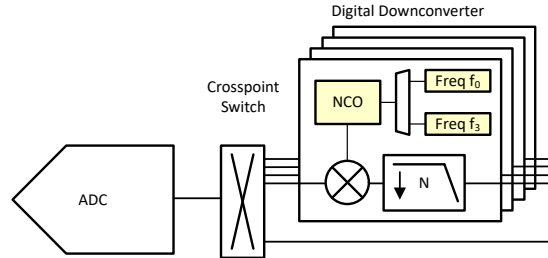 Digital Downconverter
Crosspoint
Switch
NCO
Freq f₀
Freq f₃
ADC
N